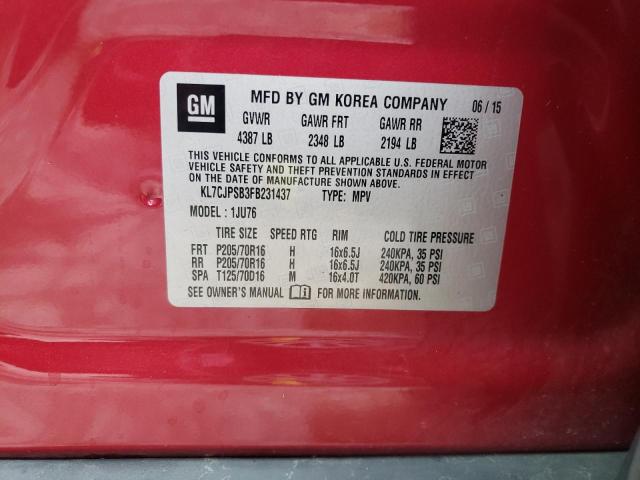 GM MFD BY GM KOREA COMPANY 06 / 15
GVWR GAWR FRT GAWR RR
4387 LB 2348 LB 2194 LB
THIS VEHICLE CONFORMS TO ALL APPLICABLE U.S. FEDERAL MOTOR
VEHICLE SAFETY AND THEFT PREVENTION STANDARDS IN EFFECT
ON THE DATE OF MANUFACTURE SHOWN ABOVE.
KL7CJPSB3FB231437 TYPE: MPV
MODEL : 1JU76
TIRE SIZE SPEED RTG RIM COLD TIRE PRESSURE
FRT P205/70R16 H 16x6.5J 240KPA, 35 PSI
RR P205/70R16 H 16x6.5J 240KPA, 35 PSI
SPA T125/70D16 M 16x4.0T 420KPA, 60 PSI
SEE OWNER'S MANUAL FOR MORE INFORMATION.